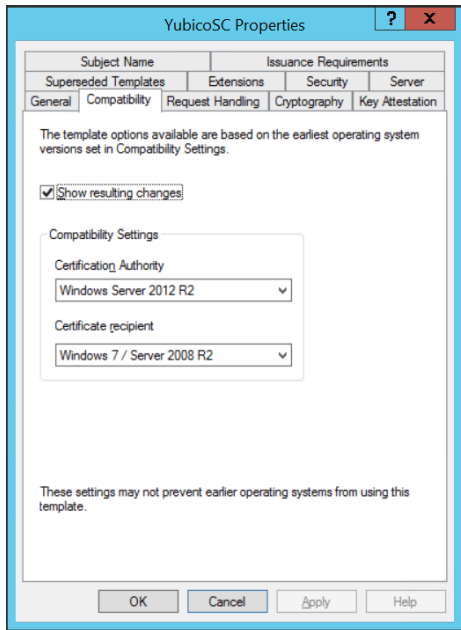 YubicoSC Properties
? x
Subject Name Issuance Requirements
Superseded Templates Extensions Security Server
General Compatibility Request Handling Cryptography Key Attestation
The template options available are based on the earliest operating system
versions set in Compatibility Settings.
Show resulting changes
Compatibility Settings
Certification Authority
Windows Server 2012 R2
Certificate recipient
Windows 7 / Server 2008 R2
These settings may not prevent earlier operating systems from using this
template.
OK Cancel Apply Help